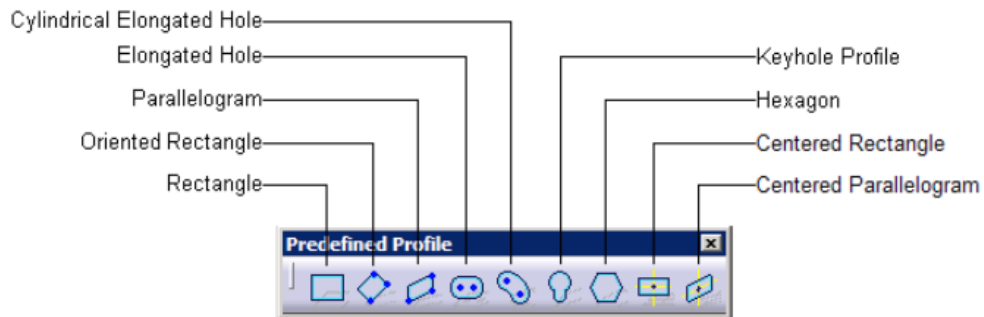 Cylindrical Elongated Hole
Elongated Hole
Parallelogram
Oriented Rectangle
Rectangle
Keyhole Profile
Hexagon
Centered Rectangle
Centered Parallelogram
Predefined Profile